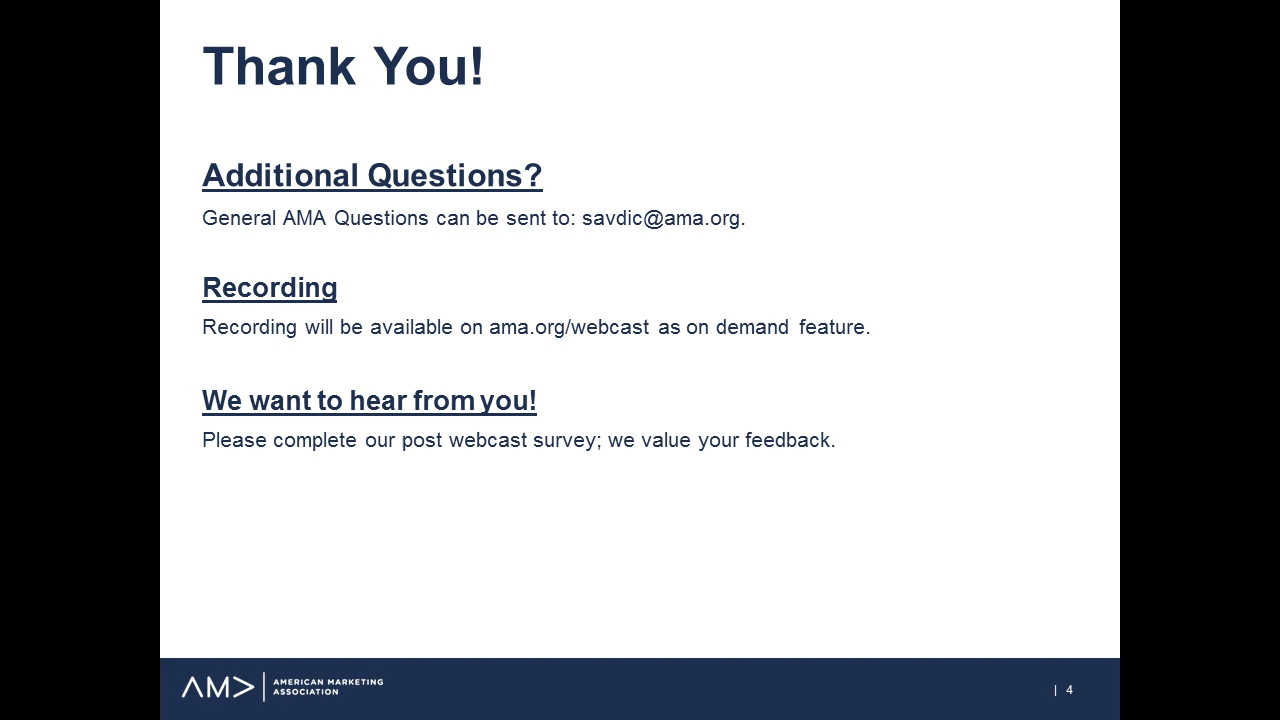 Thank You!
Additional Questions?
General AMA Questions can be sent to: savdic@ama.org.
Recording
Recording will be available on ama.org/webcast as on demand feature.
We want to hear from you!
Please complete our post webcast survey; we value your feedback.
AMA
AMERICAN MARKETING
ASSOCIATION
| 4